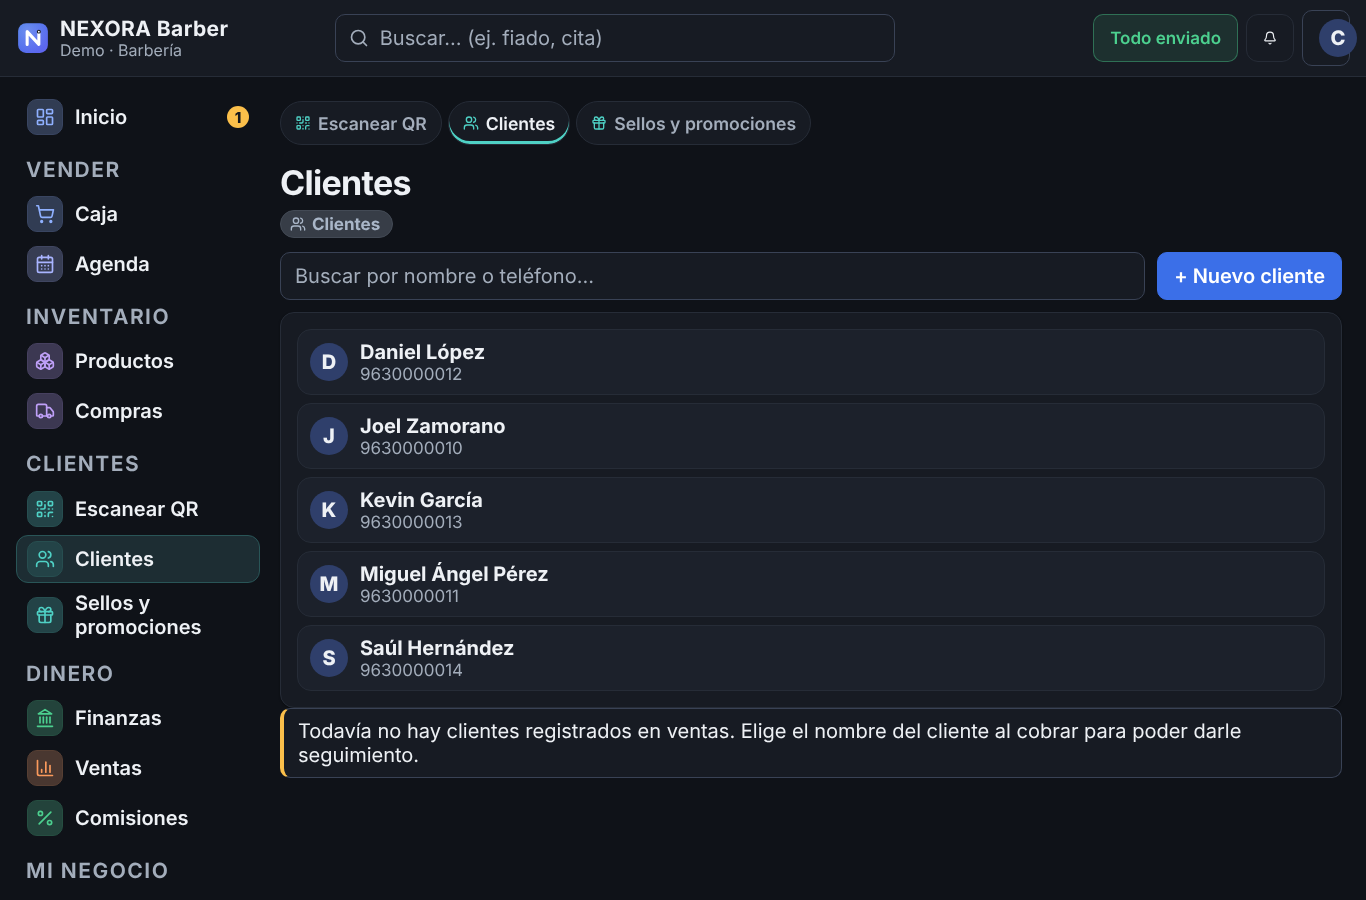 NEXORA Barber
Demo · Barbería
Buscar... (ej. fiado, cita)
Todo enviado
C
Inicio
1
VENDER
Caja
Agenda
INVENTARIO
Productos
Compras
CLIENTES
Escanear QR
Clientes
Sellos y
promociones
DINERO
Finanzas
Ventas
Comisiones
MI NEGOCIO
Escanear QR
Clientes
Sellos y promociones
Clientes
Clientes
Buscar por nombre o teléfono...
+ Nuevo cliente
D
Daniel López
9630000012
J
Joel Zamorano
9630000010
K
Kevin García
9630000013
M
Miguel Ángel Pérez
9630000011
S
Saúl Hernández
9630000014
Todavía no hay clientes registrados en ventas. Elige el nombre del cliente al cobrar para poder darle
seguimiento.